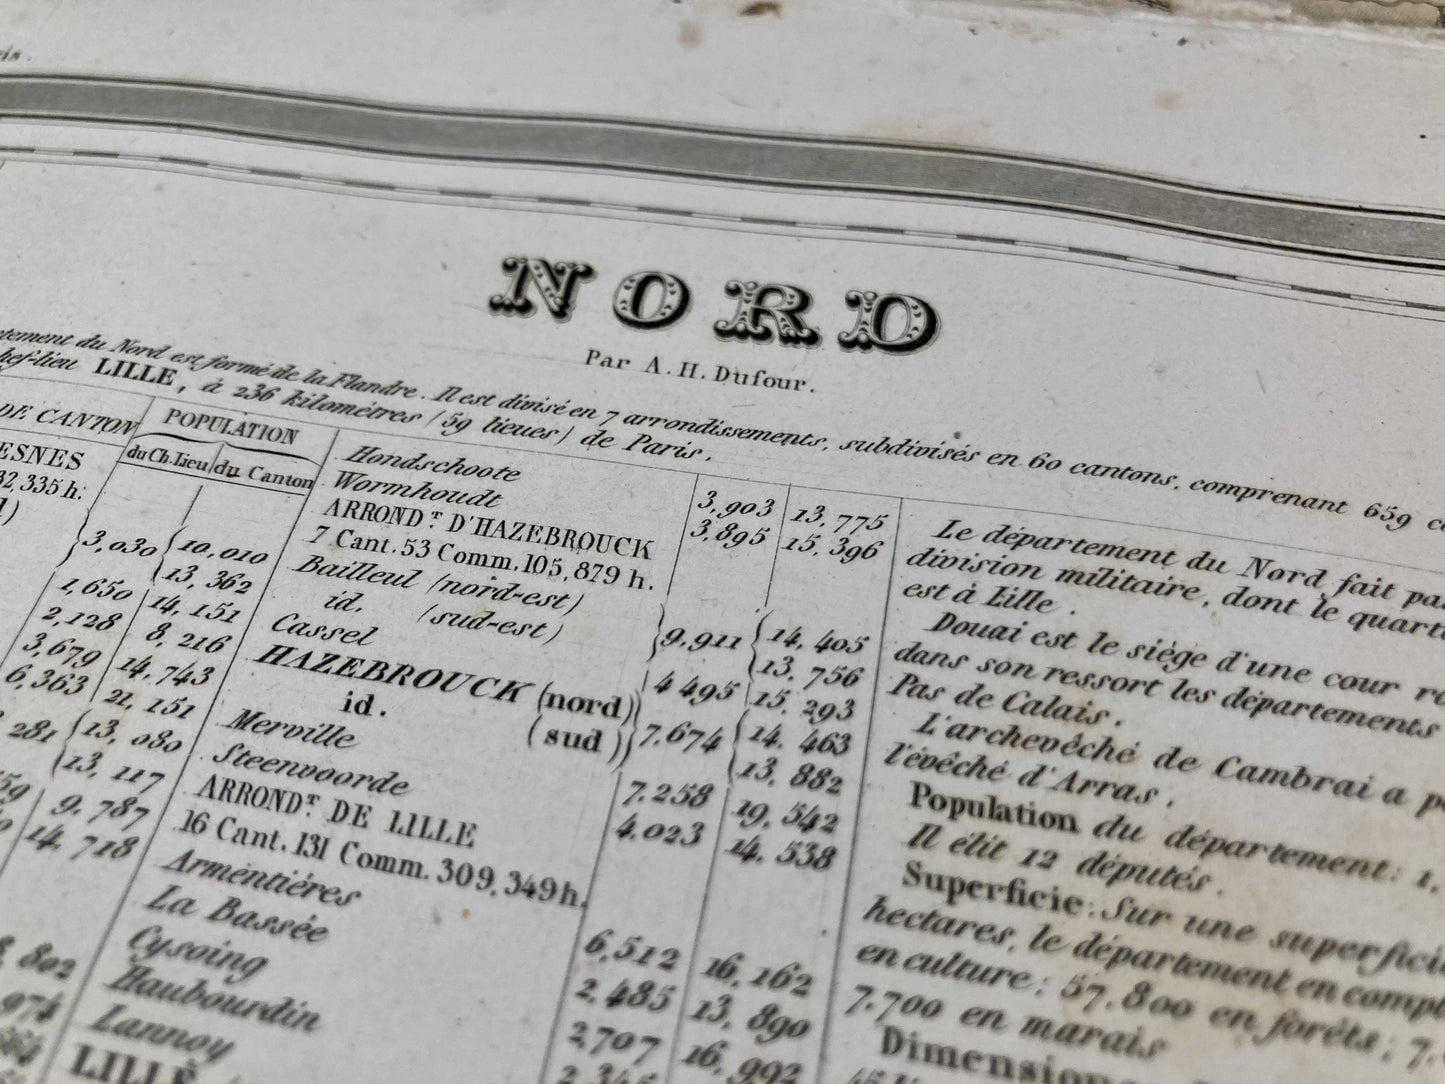 NORD
Par A. H. Dufour.
du Nord est formé de la Flandre. Il est divisé en 7 arrondissements, subdivisés en 60 cantons, comprenant 659
LILLE, à 236 kilomètres (59 lieues) de Paris.
DE CANTON
POPULATION
du Ch. Lieu du Canton
3,030 10,010
13,362
1,650 14,151
2,128 8,216
3,679 14,743
6,363 21,151
281 13,080
13,117
9,787
14,718
8,802
974
Hondschoote 3,903 13,775
Wormhoudt 3,895 15,396
ARROND.T D'HAZEBROUCK
7 Cant. 53 Comm. 105,879 h.
Bailleul (nord-est) 9,911 14,405
id. (sud-est) 13,756
Cassel 4 495 15,293
HAZEBROUCK (nord) 7,674 14,463
id. (sud) 13,882
Merville 7,258 19,542
Steenvoorde 4,023 14,538
ARROND.T DE LILLE
16 Cant. 131 Comm. 309,349 h.
Armentières 6,512 16,162
La Bassée 2,485 13,890
Cysoing 2,707 16,992
Haubourdin
Lannoy
LILLE
Le département du Nord fait
division militaire, dont le
est à Lille.
Douai est le siège d'une cour
dans son ressort les départements
Pas de Calais.
L'archevêché de Cambrai a
l'évêché d'Arras.
Population du département: 1,
Il élit 12 députés.
Superficie: Sur une
hectares, le département en
en culture; 57,800 en forêts;
7,700 en marais